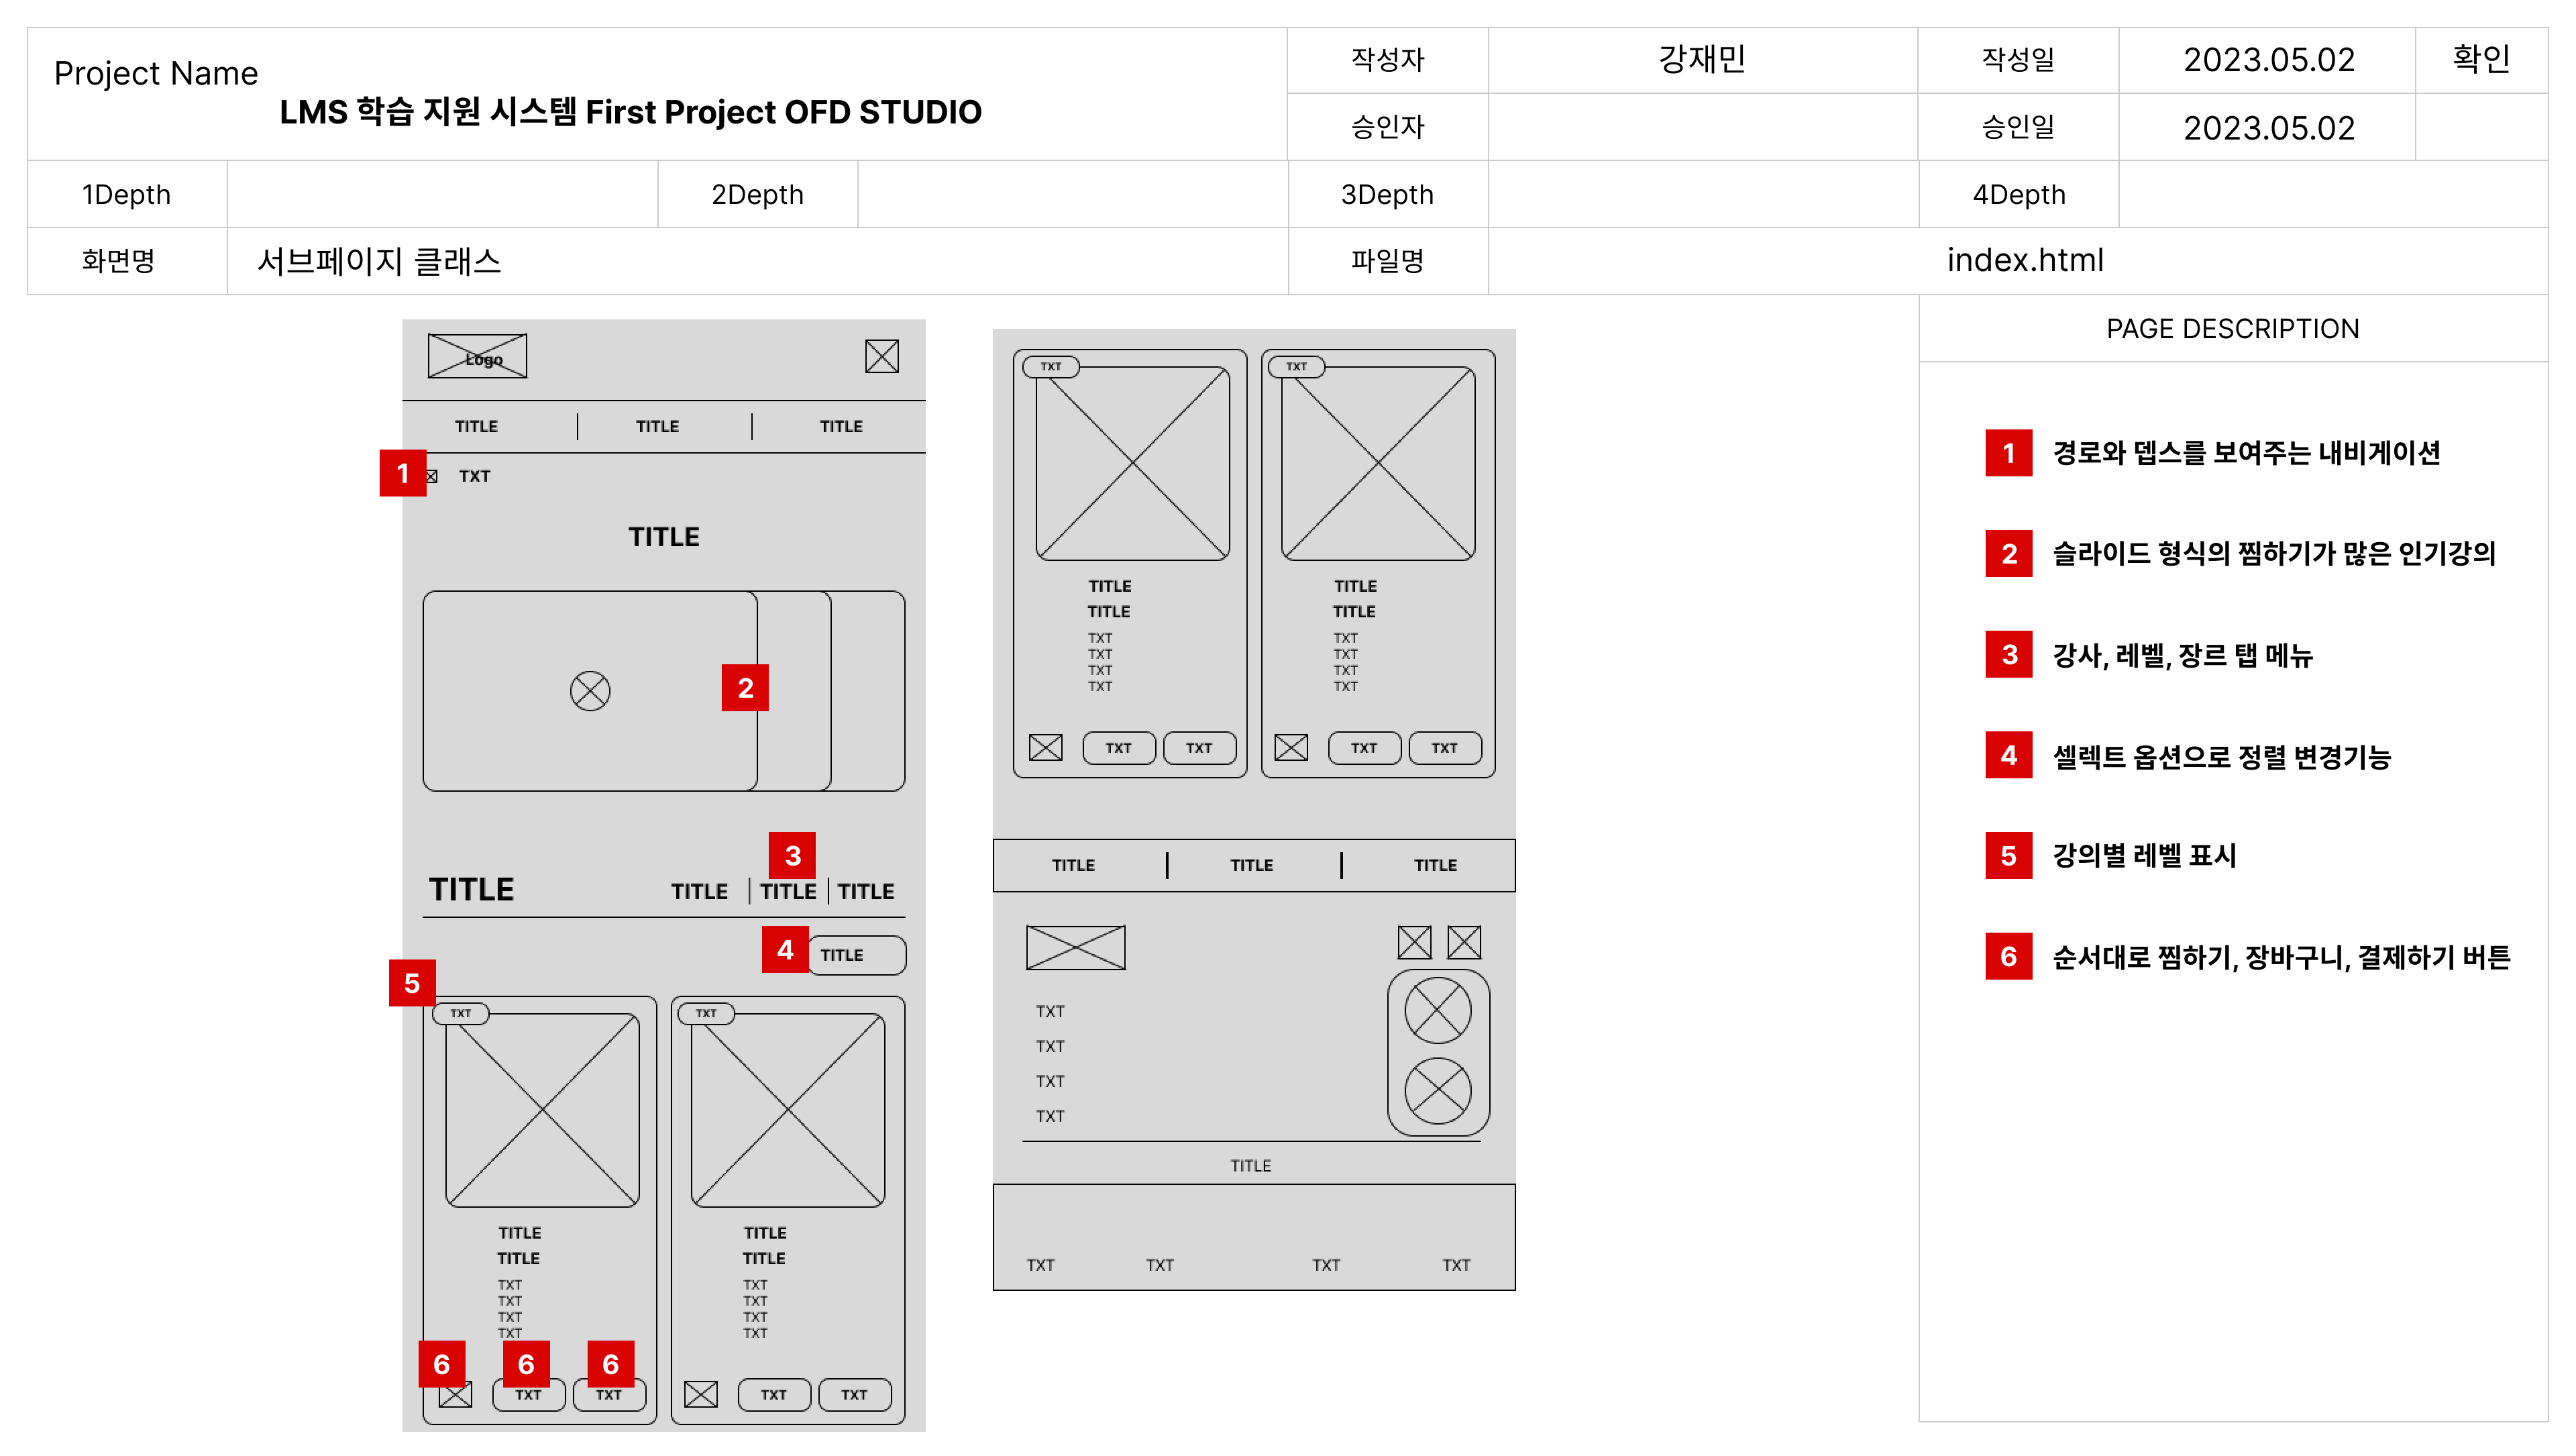 Project Name
LMS 학습 지원 시스템 First Project OFD STUDIO
작성자 강재민 작성일 2023.05.02 확인
승인자 승인일 2023.05.02
1Depth 2Depth 3Depth 4Depth
화면명 서브페이지 클래스 파일명 index.html
Logo
TITLE TITLE TITLE
1 TXT
TITLE
2
3
TITLE TITLE TITLE TITLE
4 TITLE
5
TXT TXT
TITLE TITLE
TITLE TITLE
TXT TXT
TXT TXT
TXT TXT
TXT TXT
6 6 6
TXT TXT TXT TXT
TXT TXT
TITLE TITLE
TITLE TITLE
TXT TXT
TXT TXT
TXT TXT
TXT TXT
TXT TXT TXT TXT
TITLE TITLE TITLE
TXT
TXT
TXT
TXT
TITLE
TXT TXT TXT TXT
PAGE DESCRIPTION
1 경로와 뎁스를 보여주는 내비게이션
2 슬라이드 형식의 찜하기가 많은 인기강의
3 강사, 레벨, 장르 탭 메뉴
4 셀렉트 옵션으로 정렬 변경기능
5 강의별 레벨 표시
6 순서대로 찜하기, 장바구니, 결제하기 버튼